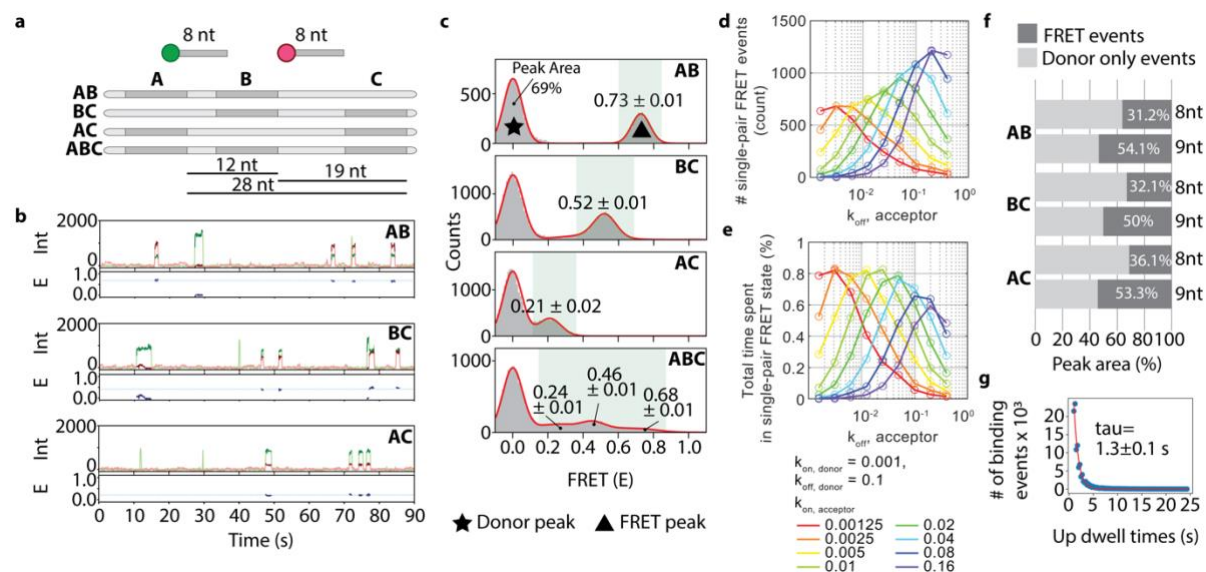 a
8 nt
8 nt
A B C
AB
BC
AC
ABC
12 nt
19 nt
28 nt
b
2000
Int
0
AB
1.0
E
0.0
2000
Int
0
BC
1.0
E
0.0
2000
Int
0
AC
1.0
E
0.0
0 10 20 30 40 50 60 70 80 90
Time (s)
c
AB
Peak Area
69%
0.73 ± 0.01
500
0
BC
0.52 ± 0.01
1000
0
AC
0.21 ± 0.02
1000
0
ABC
0.24
± 0.01
0.46
± 0.01
0.68
± 0.01
1000
0
Counts
0.0 0.2 0.4 0.6 0.8 1.0
FRET (E)
★ Donor peak ▲ FRET peak
d
# single-pair FRET events
(count)
1500
1000
500
0
10⁻² 10⁻¹ 10⁰
koff, acceptor
e
Total time spent
in single-pair FRET state (%)
1
0.8
0.6
0.4
0.2
0
10⁻² 10⁻¹ 10⁰
koff, acceptor
kon, donor = 0.001,
koff, donor = 0.1
kon, acceptor
0.00125 0.02
0.0025 0.04
0.005 0.08
0.01 0.16
f
FRET events
Donor only events
AB
31.2% 8nt
54.1% 9nt
BC
32.1% 8nt
50% 9nt
AC
36.1% 8nt
53.3% 9nt
0 20 40 60 80 100
Peak area (%)
g
# of binding
events x 10³
20
15
10
5
0
tau=
1.3±0.1 s
0 5 10 15 20 25
Up dwell times (s)